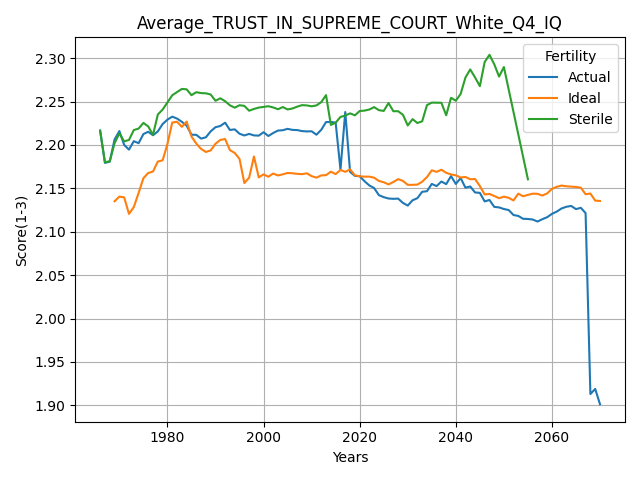 Average_TRUST_IN_SUPREME_COURT_White_Q4_IQ
Fertility
Actual
Ideal
Sterile
Score(1-3)
2.30
2.25
2.20
2.15
2.10
2.05
2.00
1.95
1.90
1980
2000
2020
2040
2060
Years